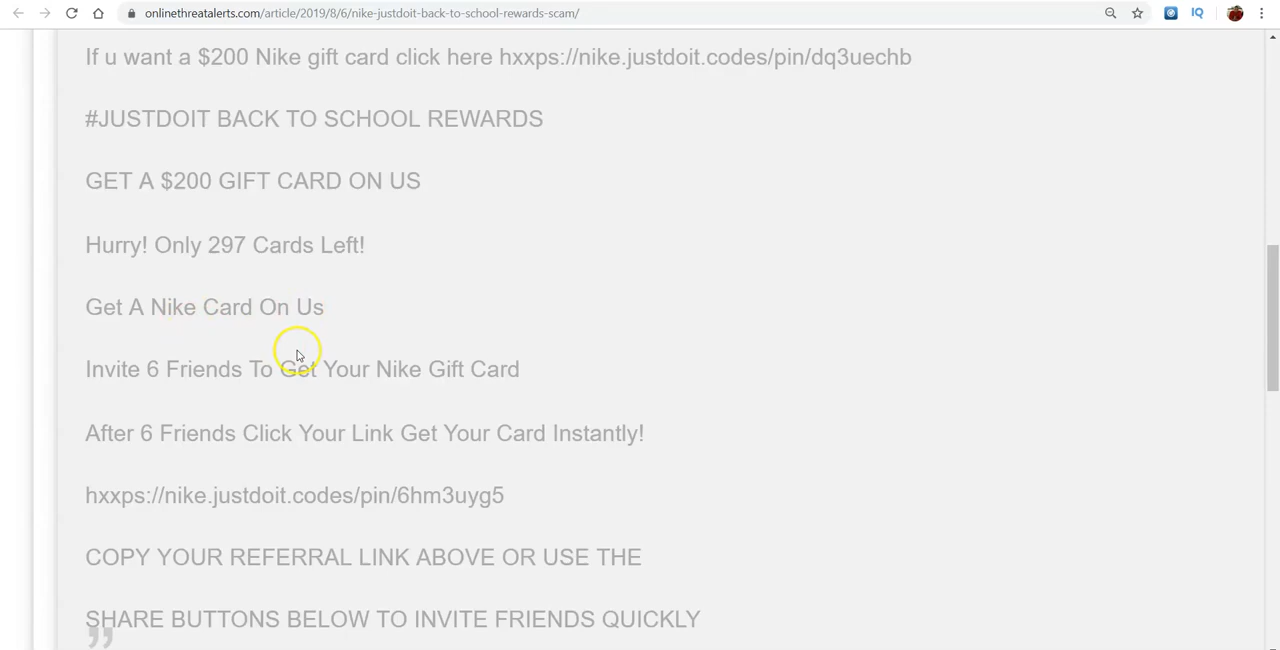 onlinethreatalerts.com/article/2019/8/6/nike-justdoit-back-to-school-rewards-scam/
IQ
If u want a $200 Nike gift card click here hxxps://nike.justdoit.codes/pin/dq3uechb
#JUSTDOIT BACK TO SCHOOL REWARDS
GET A $200 GIFT CARD ON US
Hurry! Only 297 Cards Left!
Get A Nike Card On Us
Invite 6 Friends To Get Your Nike Gift Card
After 6 Friends Click Your Link Get Your Card Instantly!
hxxps://nike.justdoit.codes/pin/6hm3uyg5
COPY YOUR REFERRAL LINK ABOVE OR USE THE
SHARE BUTTONS BELOW TO INVITE FRIENDS QUICKLY
”